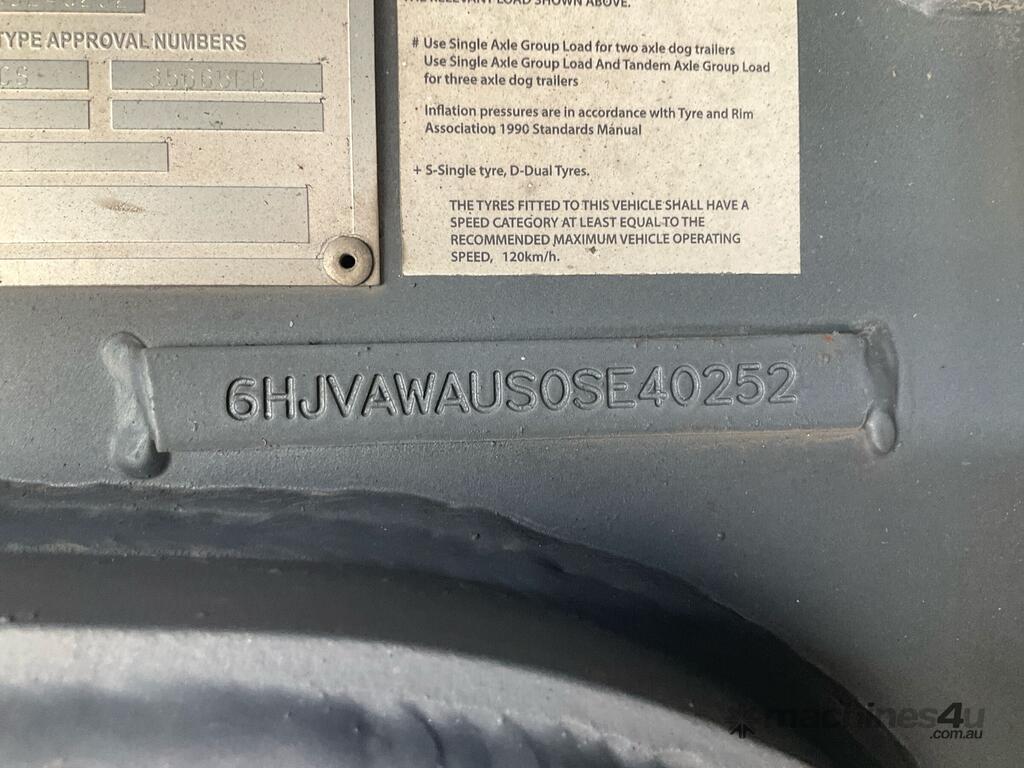 TYPE APPROVAL NUMBERS
THE RELEVANT LOAD SHOWN ABOVE.
# Use Single Axle Group Load for two axle dog trailers
Use Single Axle Group Load And Tandem Axle Group Load
for three axle dog trailers
Inflation pressures are in accordance with Tyre and Rim
Association 1990 Standards Manual
+ S-Single tyre, D-Dual Tyres.
THE TYRES FITTED TO THIS VEHICLE SHALL HAVE A
SPEED CATEGORY AT LEAST EQUAL TO THE
RECOMMENDED MAXIMUM VEHICLE OPERATING
SPEED, 120km/h.
6HJVAWAUS0SE40252
machines4u
.com.au